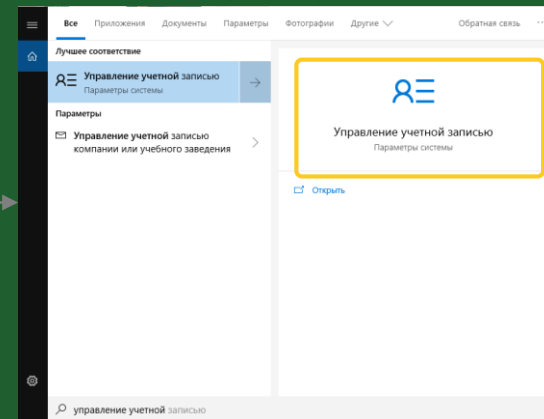 Все Приложения Документы Параметры Фотографии Другие Обратная связь ...
Лучшее соответствие
Управление учетной записью
Параметры системы
Параметры
Управление учетной записью
компании или учебного заведения
Управление учетной записью
Параметры системы
Открыть
управление учетной записью